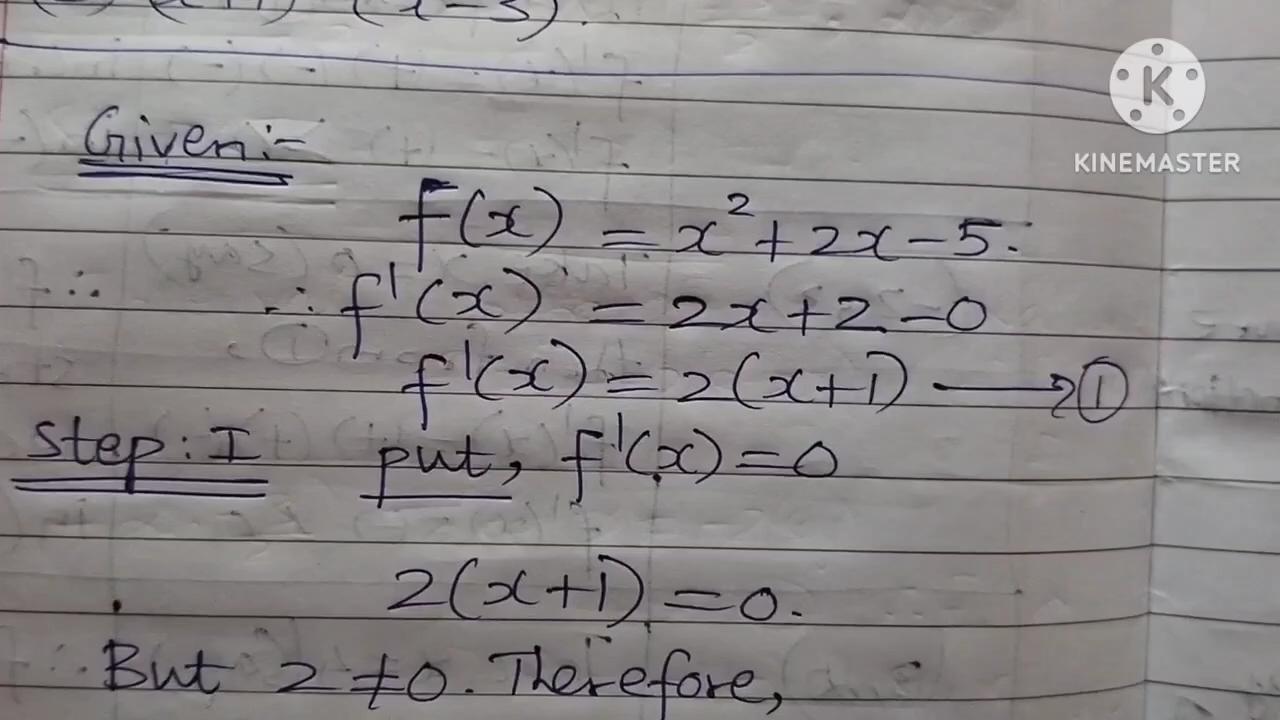 (x-3).
K
KINEMASTER
Given:-
f(x) = x²+2x-5.
∴ f'(x) = 2x+2-0
f'(x) = 2(x+1) → ①
Step: I put, f'(x)=0
2(x+1)=0.
But 2≠0. Therefore,